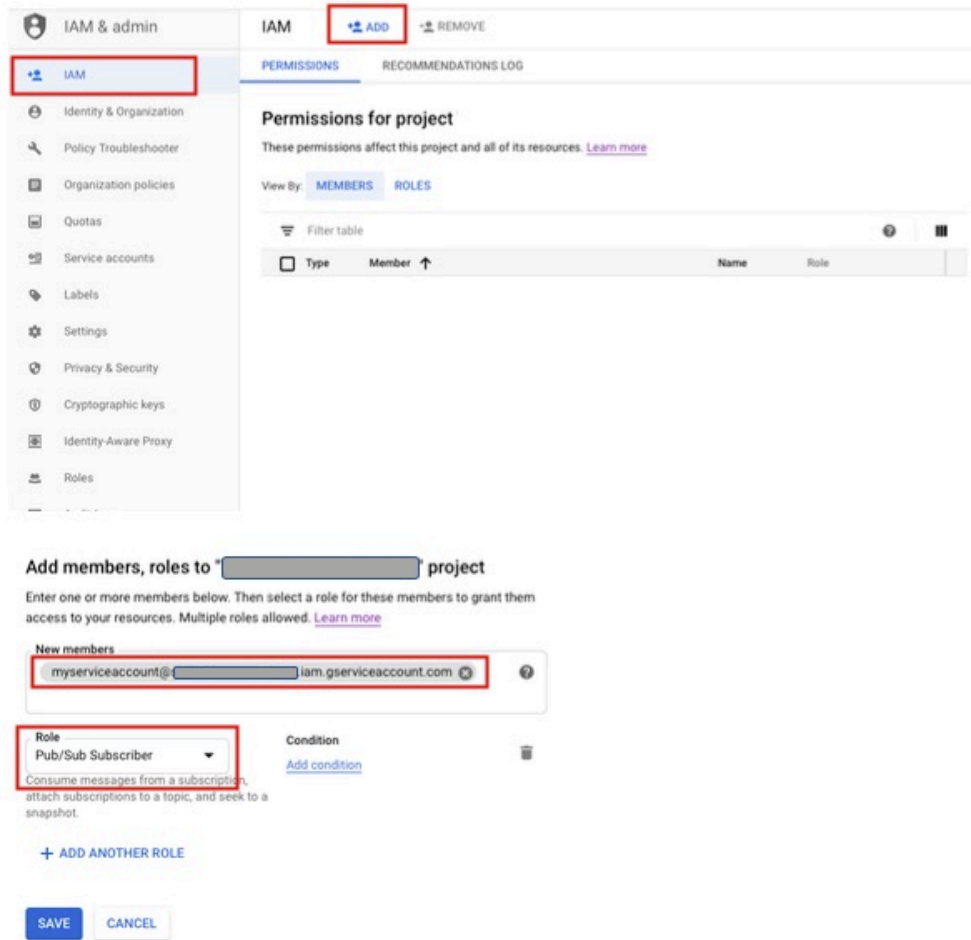 IAM & admin
IAM
ADD
REMOVE
IAM
PERMISSIONS
RECOMMENDATIONS LOG
Identity & Organization
Permissions for project
Policy Troubleshooter
These permissions affect this project and all of its resources. Learn more
Organization policies
View By: MEMBERS ROLES
Quotas
Filter table
Service accounts
Type Member Name Role
Labels
Settings
Privacy & Security
Cryptographic keys
Identity-Aware Proxy
Roles
Add members, roles to " " project
Enter one or more members below. Then select a role for these members to grant them
access to your resources. Multiple roles allowed. Learn more
New members
myserviceaccount@ iam.gserviceaccount.com
Role
Pub/Sub Subscriber
Condition
Add condition
Consume messages from a subscription,
attach subscriptions to a topic, and seek to a
snapshot.
+ ADD ANOTHER ROLE
SAVE
CANCEL